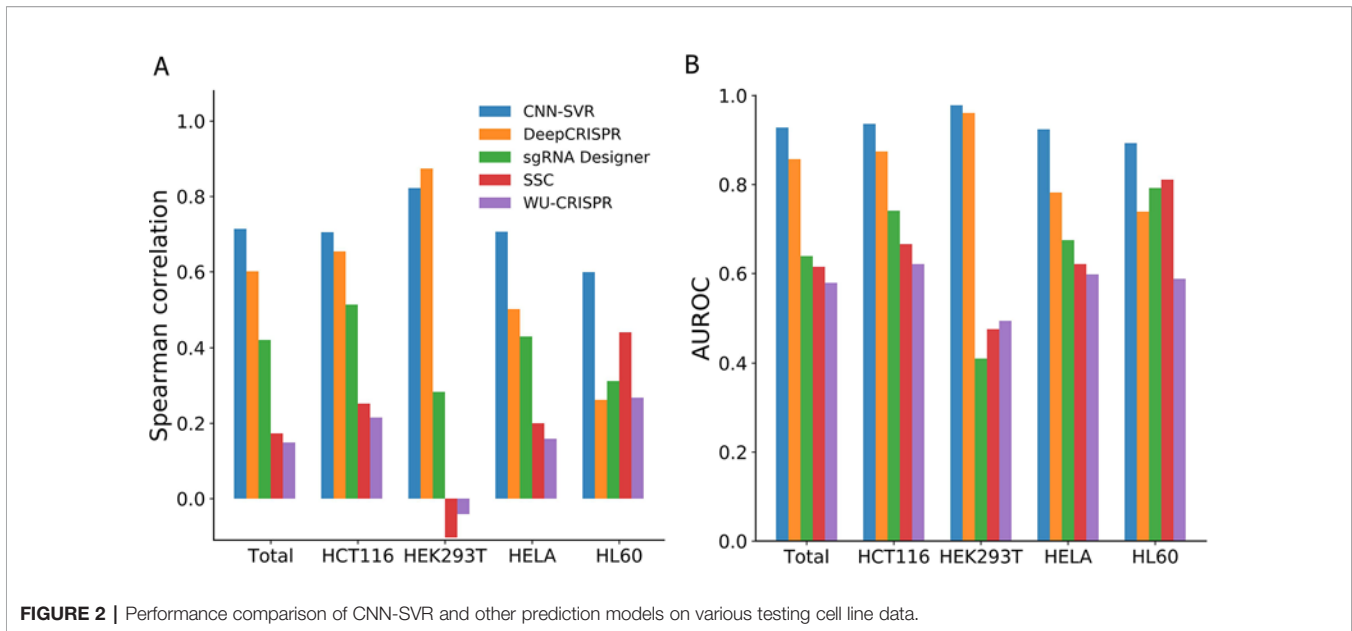 A
Spearman correlation
1.0
0.8
0.6
0.4
0.2
0.0
CNN-SVR
DeepCRISPR
sgRNA Designer
SSC
WU-CRISPR
Total HCT116 HEK293T HELA HL60
B
AUROC
1.0
0.8
0.6
0.4
0.2
0.0
Total HCT116 HEK293T HELA HL60
FIGURE 2 | Performance comparison of CNN-SVR and other prediction models on various testing cell line data.